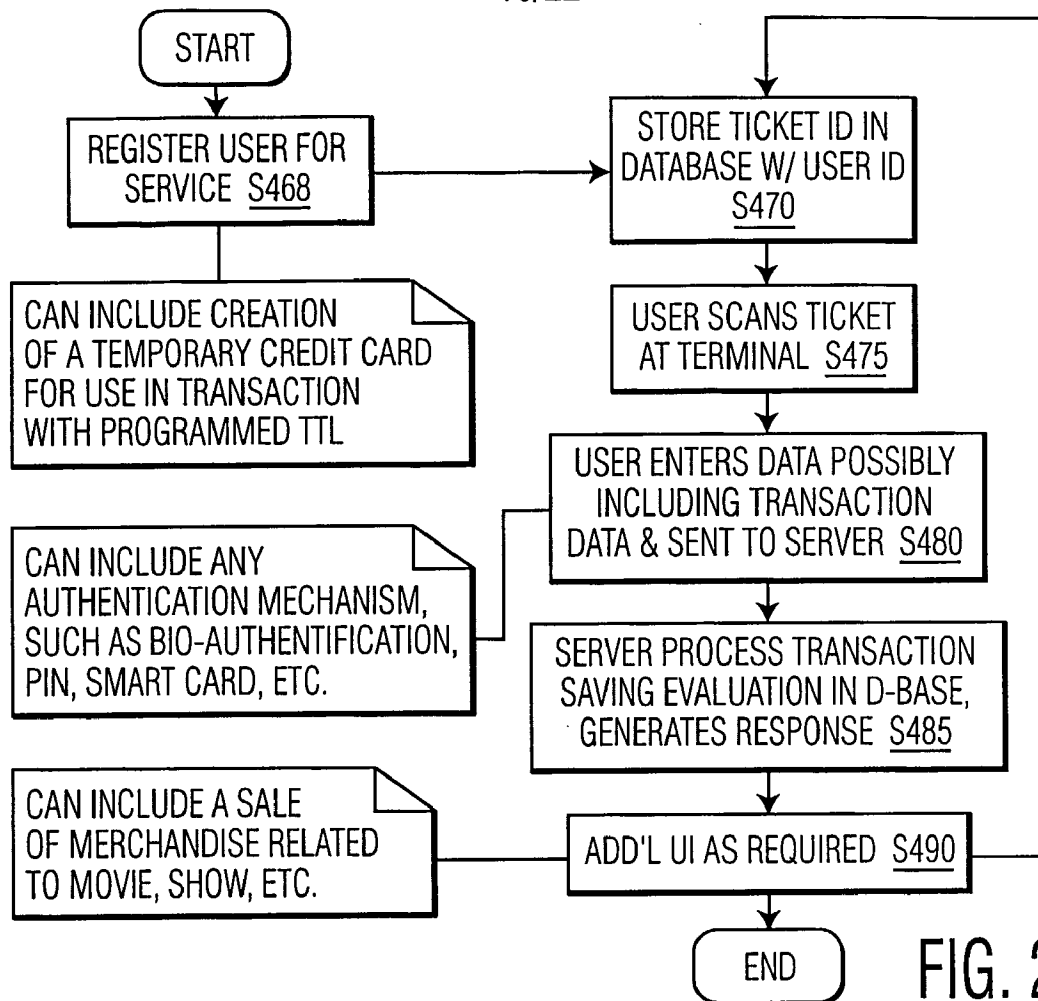 START
REGISTER USER FOR
SERVICE S468
STORE TICKET ID IN
DATABASE W/ USER ID
S470
CAN INCLUDE CREATION
OF A TEMPORARY CREDIT CARD
FOR USE IN TRANSACTION
WITH PROGRAMMED TTL
USER SCANS TICKET
AT TERMINAL S475
USER ENTERS DATA POSSIBLY
INCLUDING TRANSACTION
DATA & SENT TO SERVER S480
CAN INCLUDE ANY
AUTHENTICATION MECHANISM,
SUCH AS BIO-AUTHENTIFICATION,
PIN, SMART CARD, ETC.
SERVER PROCESS TRANSACTION
SAVING EVALUATION IN D-BASE,
GENERATES RESPONSE S485
CAN INCLUDE A SALE
OF MERCHANDISE RELATED
TO MOVIE, SHOW, ETC.
ADD'L UI AS REQUIRED S490
END
FIG. 2